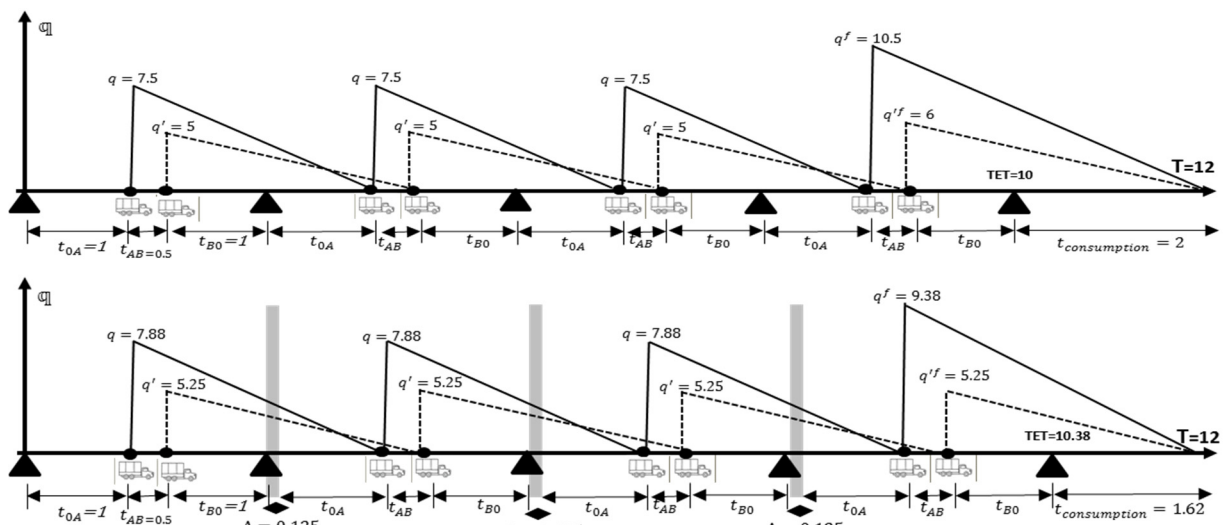 ꟼ
q = 7.5
q′ = 5
q = 7.5
q′ = 5
q = 7.5
q′ = 5
q^f = 10.5
q′^f = 6
TET=10
T=12
t_0A=1
t_AB=0.5
t_B0=1
t_0A
t_AB
t_B0
t_0A
t_AB
t_B0
t_0A
t_AB
t_B0
t_consumption = 2
ꟼ
q = 7.88
q′ = 5.25
q = 7.88
q′ = 5.25
q = 7.88
q′ = 5.25
q^f = 9.38
q′^f = 5.25
TET=10.38
T=12
t_0A=1
t_AB=0.5
t_B0=1
t_0A
t_AB
t_B0
t_0A
t_AB
t_B0
t_0A
t_AB
t_B0
t_consumption = 1.62